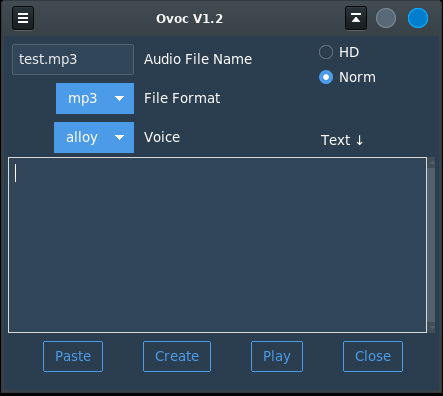 Ovoc V1.2
test.mp3 Audio File Name
HD
mp3 File Format
Norm
alloy Voice
Text ↓
Paste Create Play Close